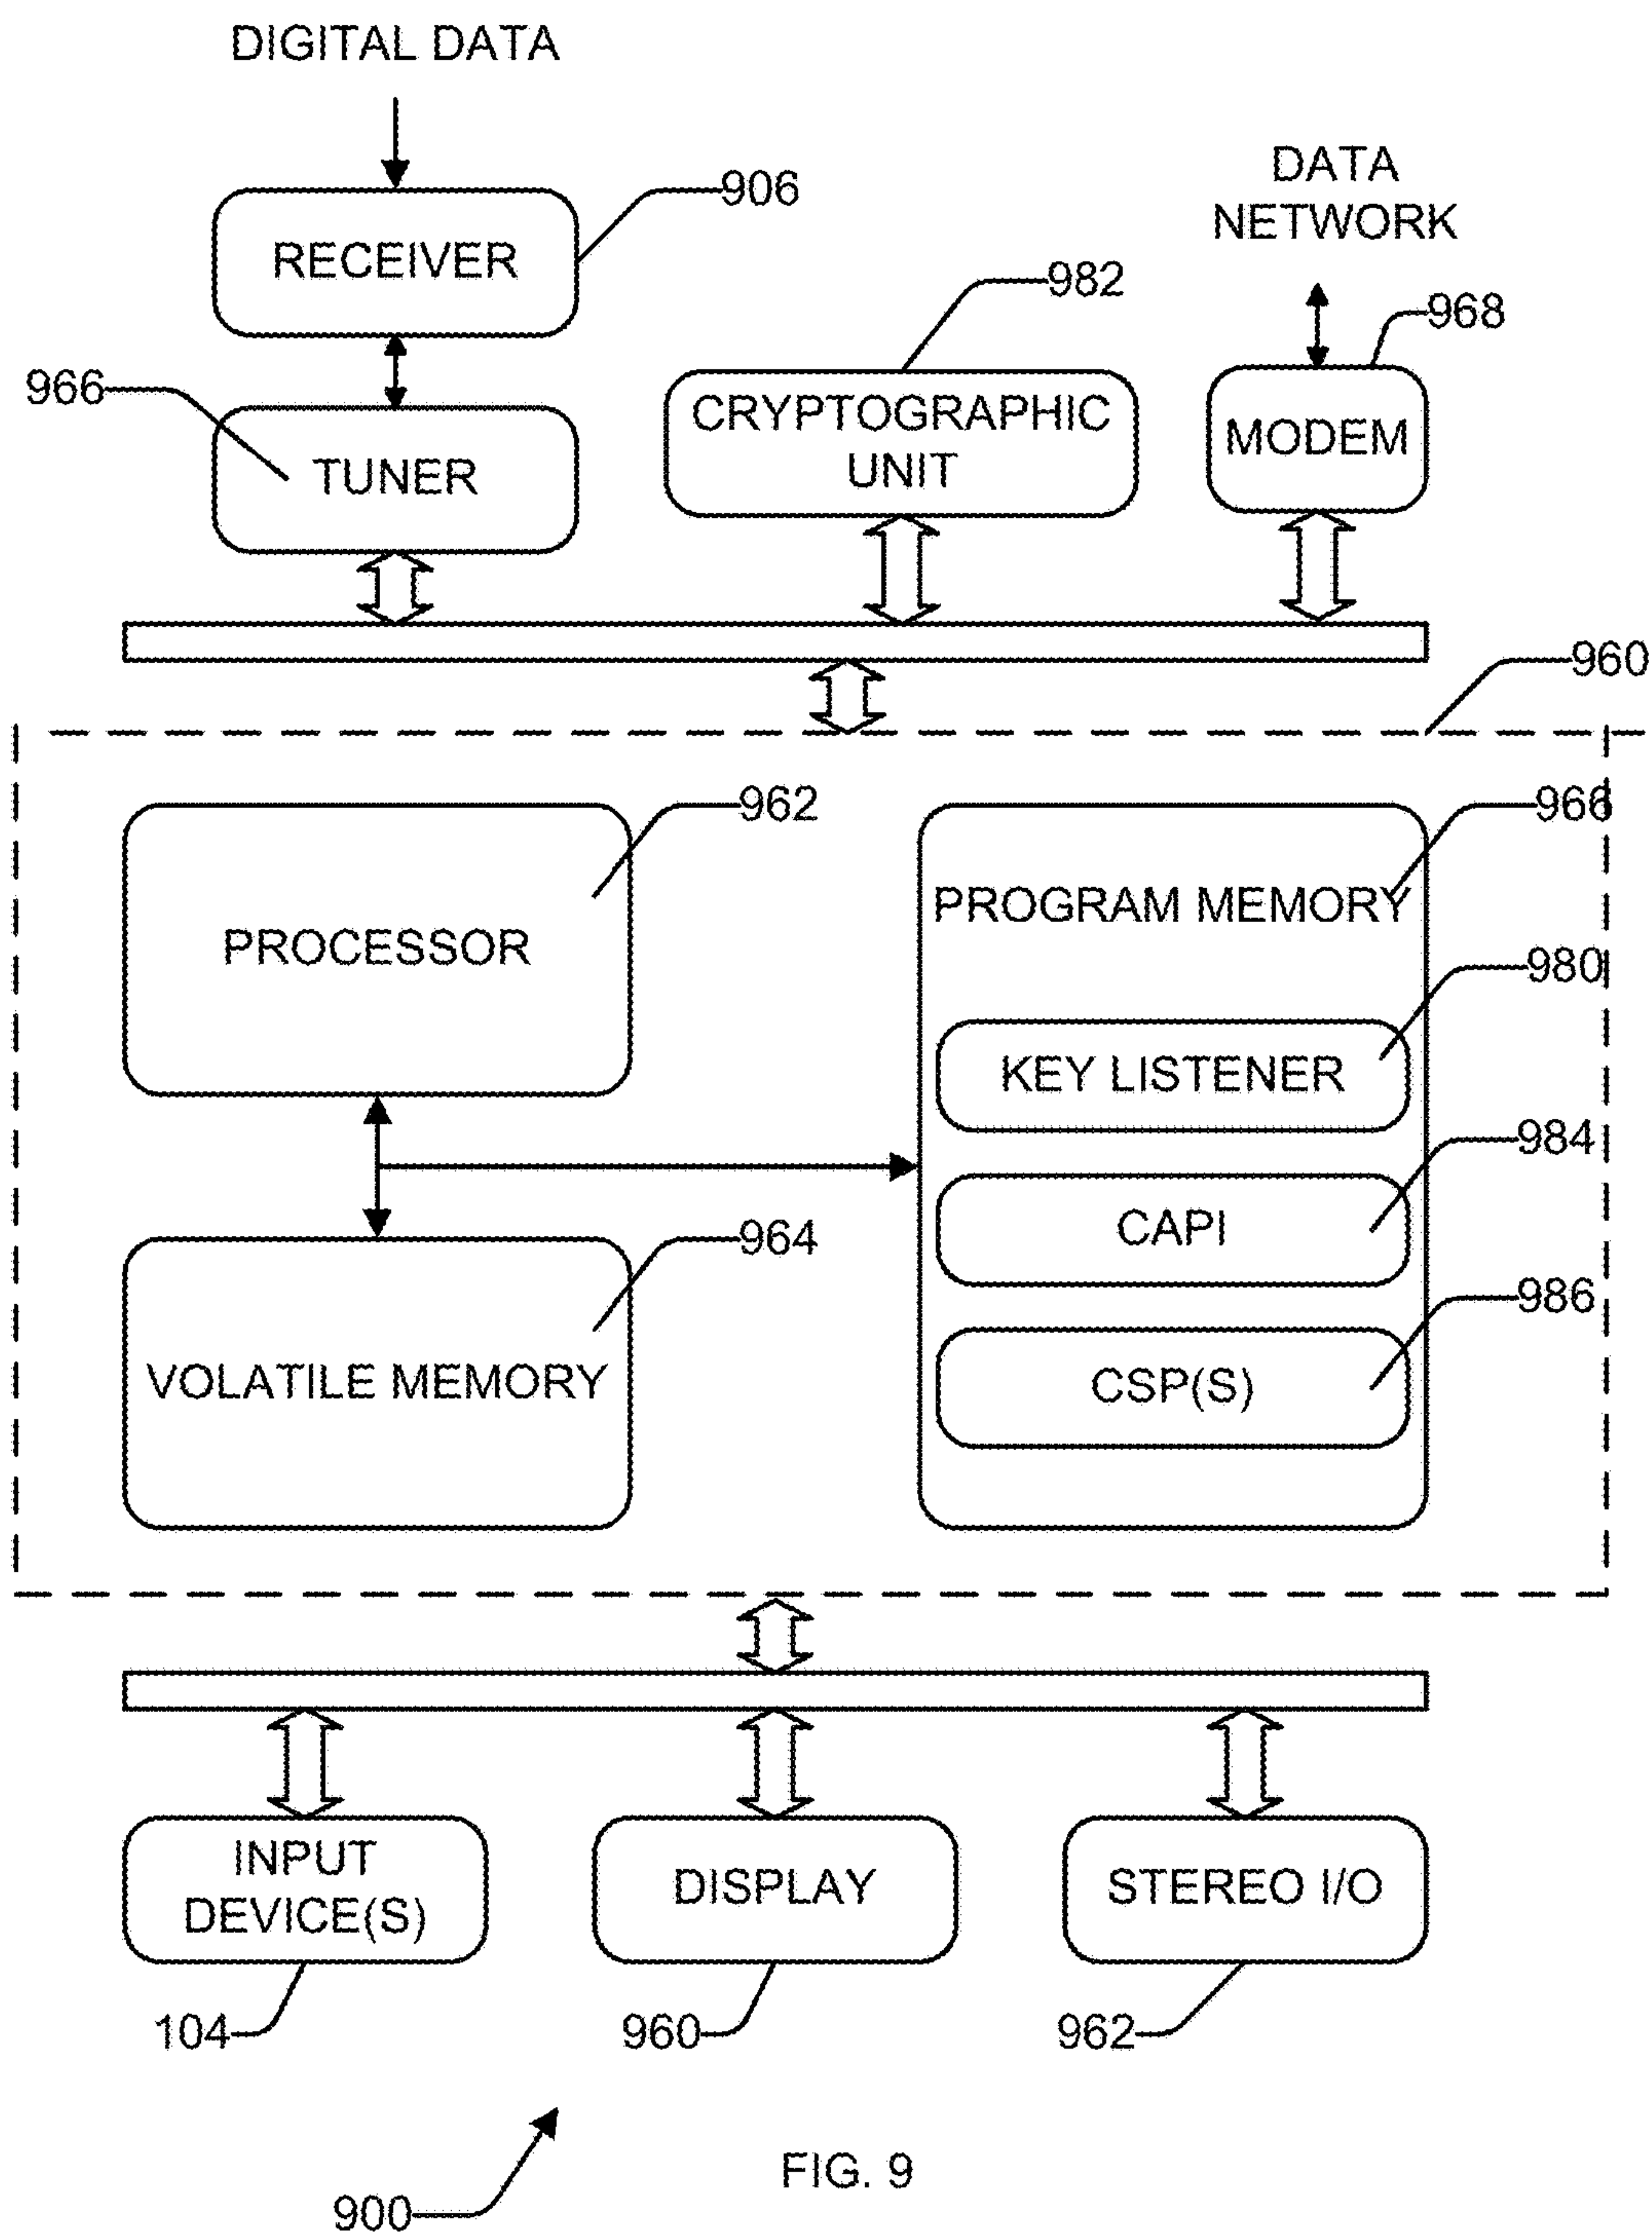 DIGITAL DATA
RECEIVER
906
DATA
NETWORK
982
968
966
TUNER
CRYPTOGRAPHIC
UNIT
MODEM
960
962
966
PROCESSOR
PROGRAM MEMORY
980
KEY LISTENER
984
CAPI
964
986
VOLATILE MEMORY
CSP(S)
INPUT
DEVICE(S)
DISPLAY
STEREO I/O
104
960
962
FIG. 9
900